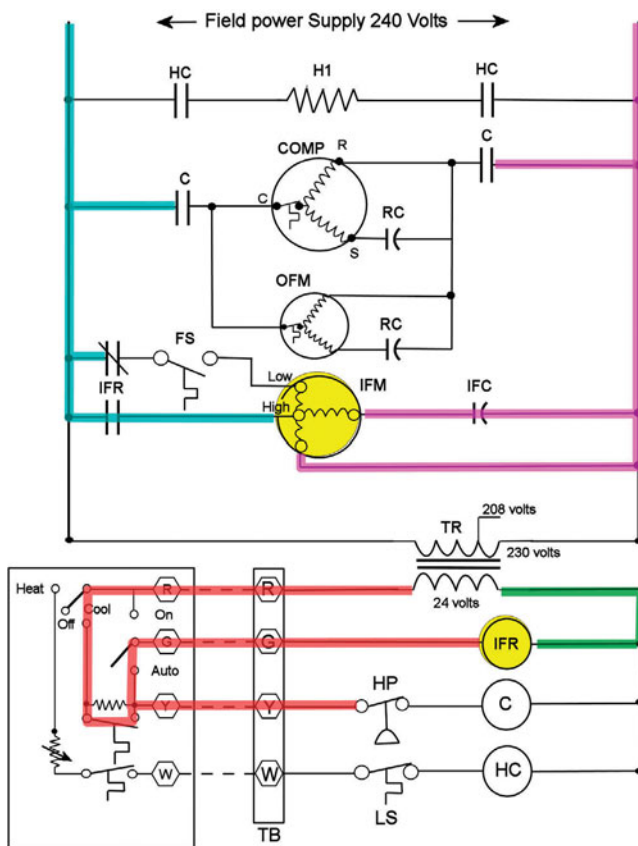 Field power Supply 240 Volts
HC H1 HC
COMP R C
C C RC
S
OFM
RC
FS
Low IFM IFC
IFR
High
208 volts
TR
230 volts
24 volts
Heat R R
Cool
Off On
G G IFR
Auto
HP
Y Y C
W W HC
LS
TB